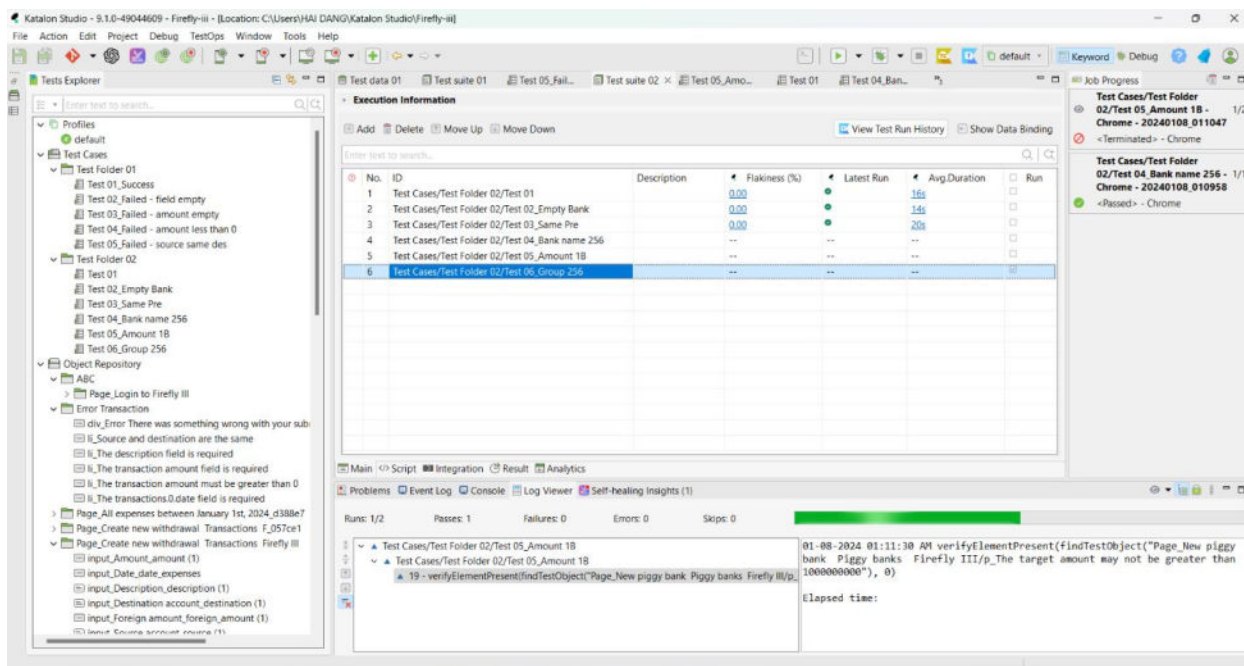 Katalon Studio - 9.1.0-49044609 - Firefly-iii - [Location: C:\Users\HAI DANG\Katalon Studio\Firefly-iii]
File Action Edit Project Debug TestOps Window Tools Help
default
Keyword Debug
Tests Explorer
Enter text to search...
Profiles
default
Test Cases
Test Folder 01
Test 01_Success
Test 02_Failed - field empty
Test 03_Failed - amount empty
Test 04_Failed - amount less than 0
Test 05_Failed - source same des
Test Folder 02
Test 01
Test 02_Empty Bank
Test 03_Same Pre
Test 04_Bank name 256
Test 05_Amount 1B
Test 06_Group 256
Object Repository
ABC
Page_Login to Firefly III
Error Transaction
div_Error There was something wrong with your subi
li_Source and destination are the same
li_The description field is required
li_The transaction amount field is required
li_The transaction amount must be greater than 0
li_The transactions.0.date field is required
Page_All expenses between January 1st, 2024_d388e7
Page_Create new withdrawal Transactions F_057ce1
Page_Create new withdrawal Transactions Firefly III
input_Amount_amount (1)
input_Date_date_expenses
input_Description_description (1)
input_Destination account_destination (1)
input_Foreign amount_foreign_amount (1)
input_Source account_source (1)
Test data 01 Test suite 01 Test 05_Fail... Test suite 02 Test 05_Amo... Test 01 Test 04_Ban...
Execution Information
Add Delete Move Up Move Down View Test Run History Show Data Binding
Enter text to search...
No. ID Description Flakiness (%) Latest Run Avg.Duration Run
1 Test Cases/Test Folder 02/Test 01 0.00 16s
2 Test Cases/Test Folder 02/Test 02_Empty Bank 0.00 14s
3 Test Cases/Test Folder 02/Test 03_Same Pre 0.00 20s
4 Test Cases/Test Folder 02/Test 04_Bank name 256 -- -- --
5 Test Cases/Test Folder 02/Test 05_Amount 1B -- -- --
6 Test Cases/Test Folder 02/Test 06_Group 256 -- -- --
Main Script Integration Result Analytics
Problems Event Log Console Log Viewer Self-healing Insights (1)
Runs: 1/2 Passes: 1 Failures: 0 Errors: 0 Skips: 0
Test Cases/Test Folder 02/Test 05_Amount 1B
Test Cases/Test Folder 02/Test 05_Amount 1B
19 - verifyElementPresent(findTestObject("Page_New piggy bank Piggy banks Firefly III/p_
01-08-2024 01:11:30 AM verifyElementPresent(findTestObject("Page_New piggy
bank Piggy banks Firefly III/p_The target amount may not be greater than
1000000000"), 0)
Elapsed time:
Job Progress
Test Cases/Test Folder
02/Test 05_Amount 1B - 1/2
Chrome - 20240108_011047
<Terminated> - Chrome
Test Cases/Test Folder
02/Test 04_Bank name 256 - 1/1
Chrome - 20240108_010958
<Passed> - Chrome